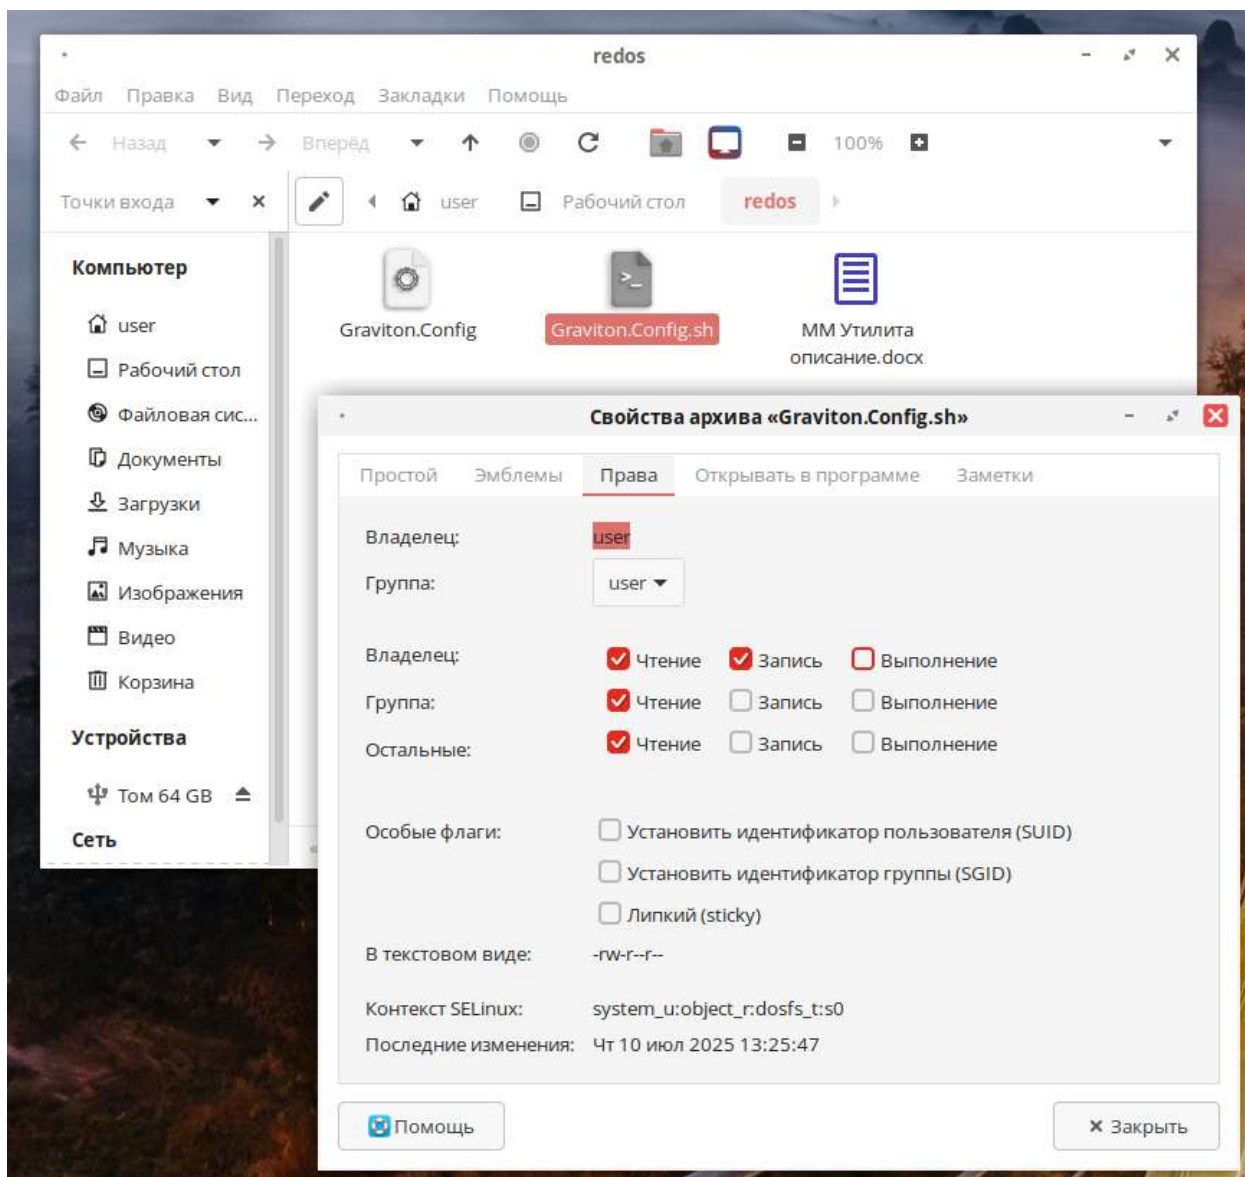 redos
Файл Правка Вид Переход Закладки Помощь
Назад Вперёд 100%
Точки входа user Рабочий стол redos
Компьютер
user
Рабочий стол
Файловая сис...
Документы
Загрузки
Музыка
Изображения
Видео
Корзина
Устройства
Том 64 GB
Сеть
Graviton.Config
Graviton.Config.sh
ММ Утилита
описание.docx
Свойства архива «Graviton.Config.sh»
Простой Эмблемы Права Открывать в программе Заметки
Владелец: user
Группа: user
Владелец: Чтение Запись Выполнение
Группа: Чтение Запись Выполнение
Остальные: Чтение Запись Выполнение
Особые флаги: Установить идентификатор пользователя (SUID)
Установить идентификатор группы (SGID)
Липкий (sticky)
В текстовом виде: -rw-r--r--
Контекст SELinux: system_u:object_r:dosfs_t:s0
Последние изменения: Чт 10 июл 2025 13:25:47
Помощь Закрыть